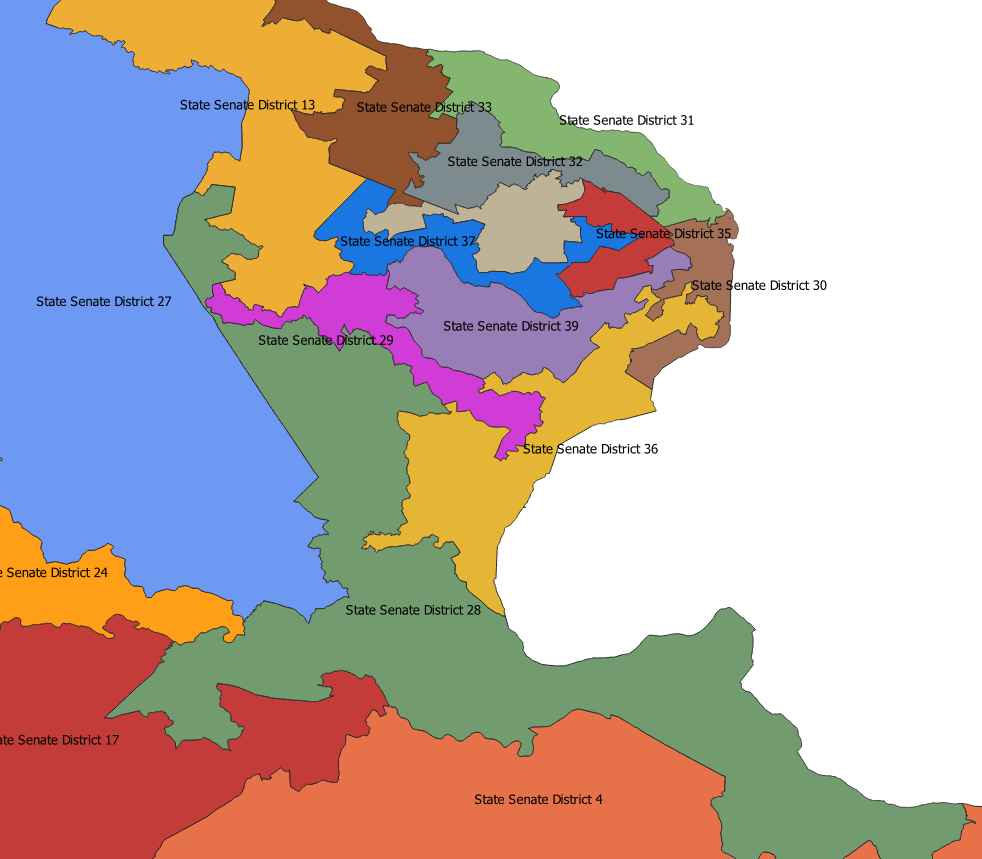 State Senate District 13
State Senate District 33
State Senate District 31
State Senate District 32
State Senate District 35
State Senate District 37
State Senate District 30
State Senate District 27
State Senate District 39
State Senate District 29
State Senate District 36
e Senate District 24
State Senate District 28
ate Senate District 17
State Senate District 4